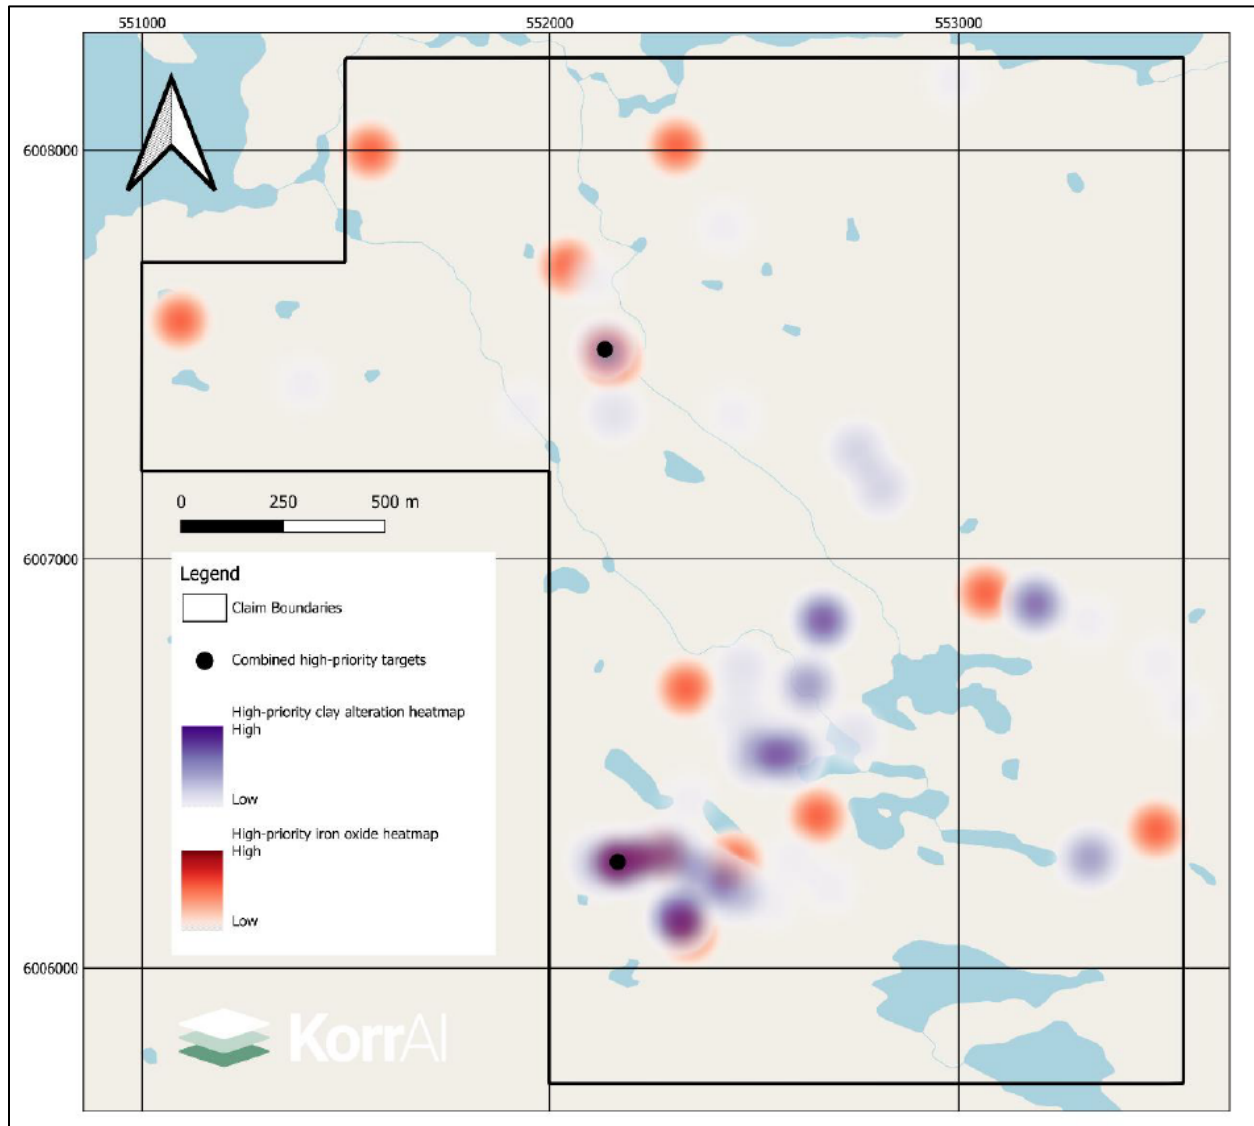 551000 552000 553000
6008000
6007000
0 250 500 m
Legend
Claim Boundaries
Combined high-priority targets
High-priority clay alteration heatmap
High
Low
High-priority iron oxide heatmap
High
Low
6006000
KorrAI